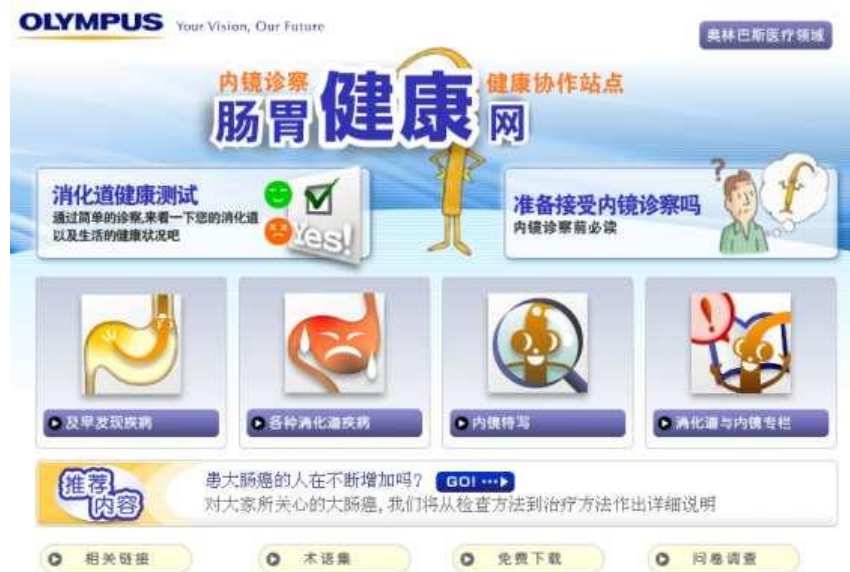 OLYMPUS Your Vision, Our Future
奥林巴斯医疗领域
内镜诊察 健康协作站点
肠胃健康网
消化道健康测试
通过简单的诊察,来看一下您的消化道
以及生活的健康状况吧
Yes!
准备接受内镜诊察吗
内镜诊察前必读
?
!
及早发现疾病
各种消化道疾病
内镜特写
消化道与内镜专栏
推荐
内容
患大肠癌的人在不断增加吗? GO!
对大家所关心的大肠癌,我们将从检查方法到治疗方法作出详细说明
相关链接
术语集
免费下载
问卷调查